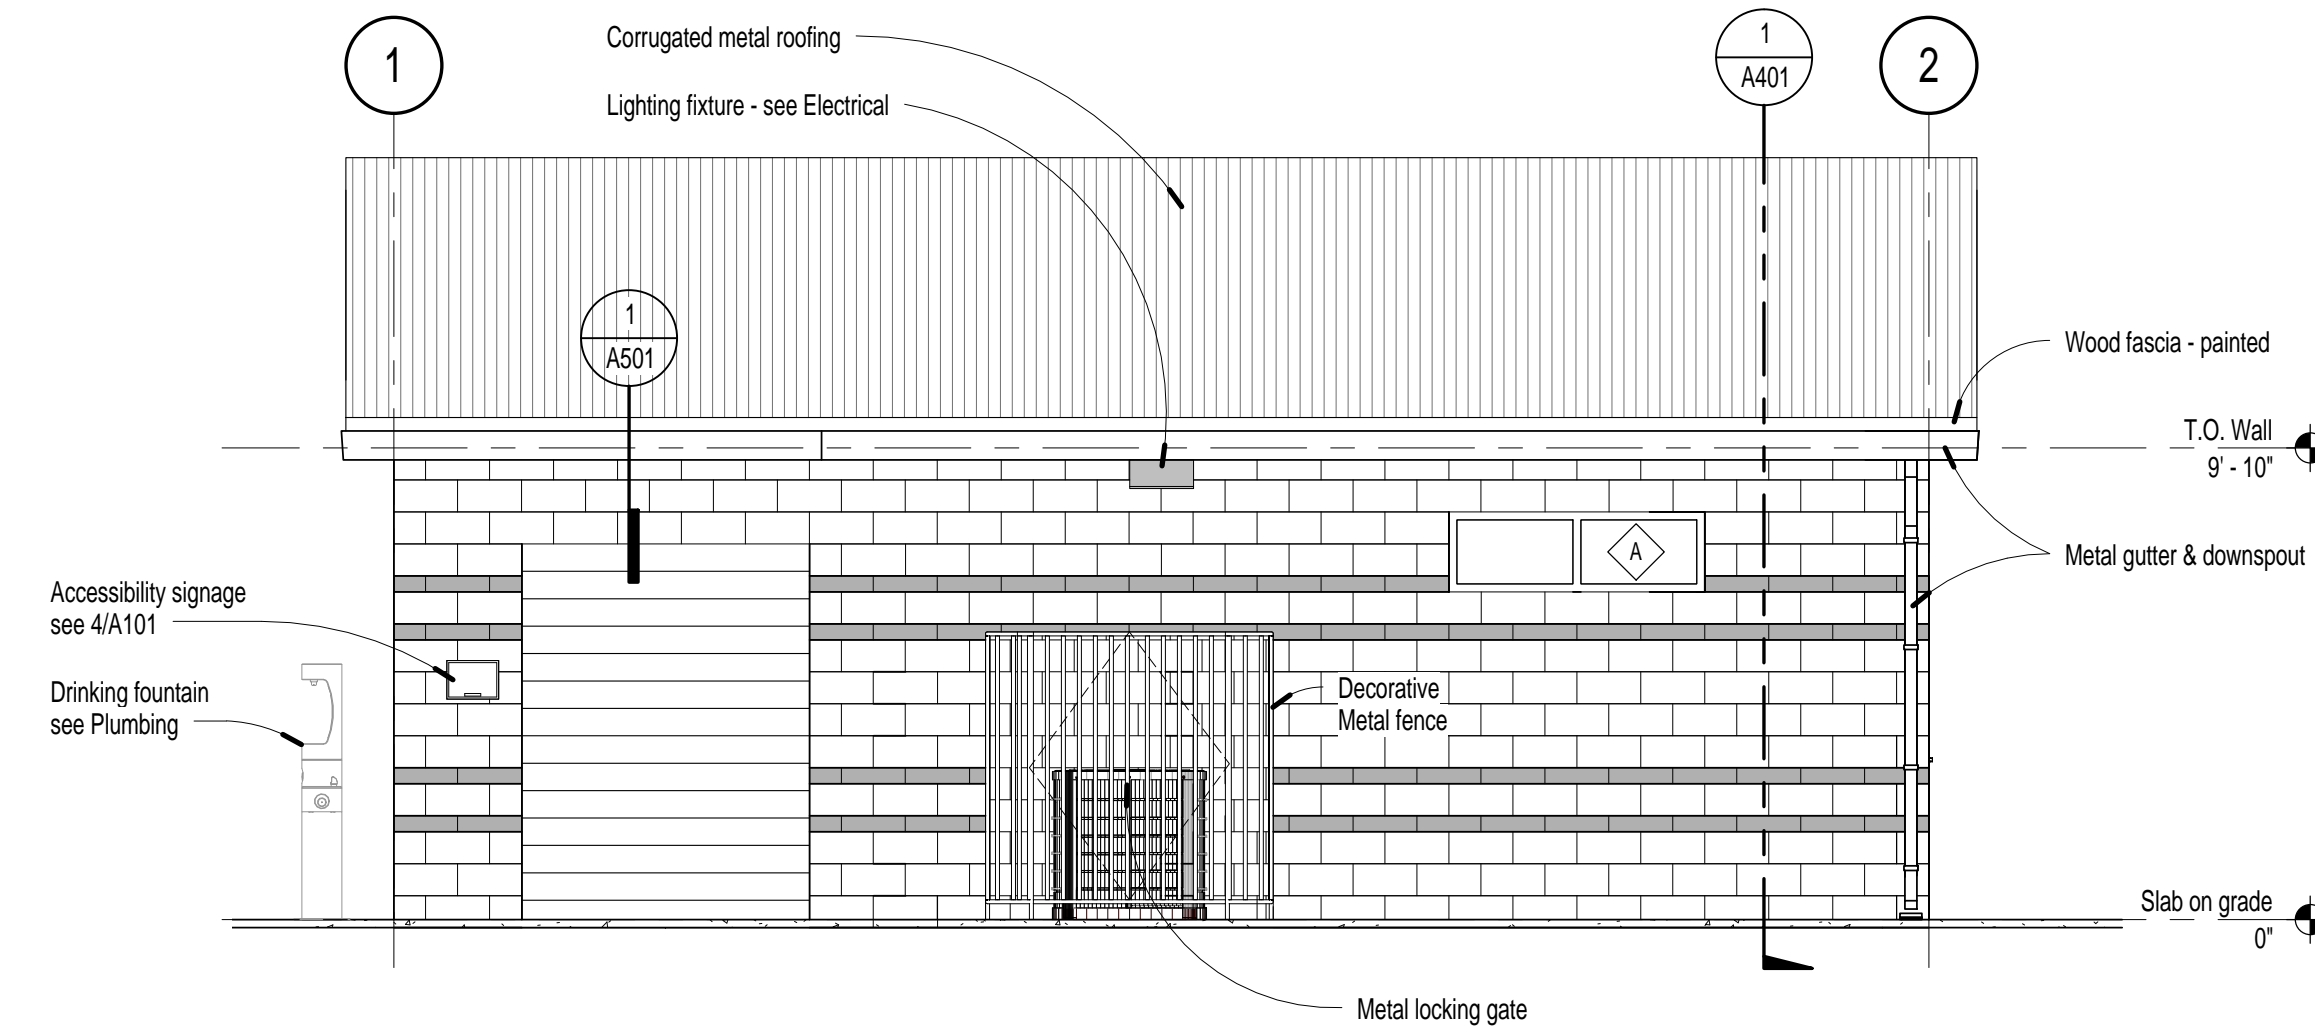 1
Corrugated metal roofing
1
A401
2
Lighting fixture - see Electrical
1
A501
Wood fascia - painted
T.O. Wall
9' - 10"
A
Metal gutter & downspout
Accessibility signage
see 4/A101
Drinking fountain
see Plumbing
Decorative
Metal fence
Slab on grade
0"
Metal locking gate